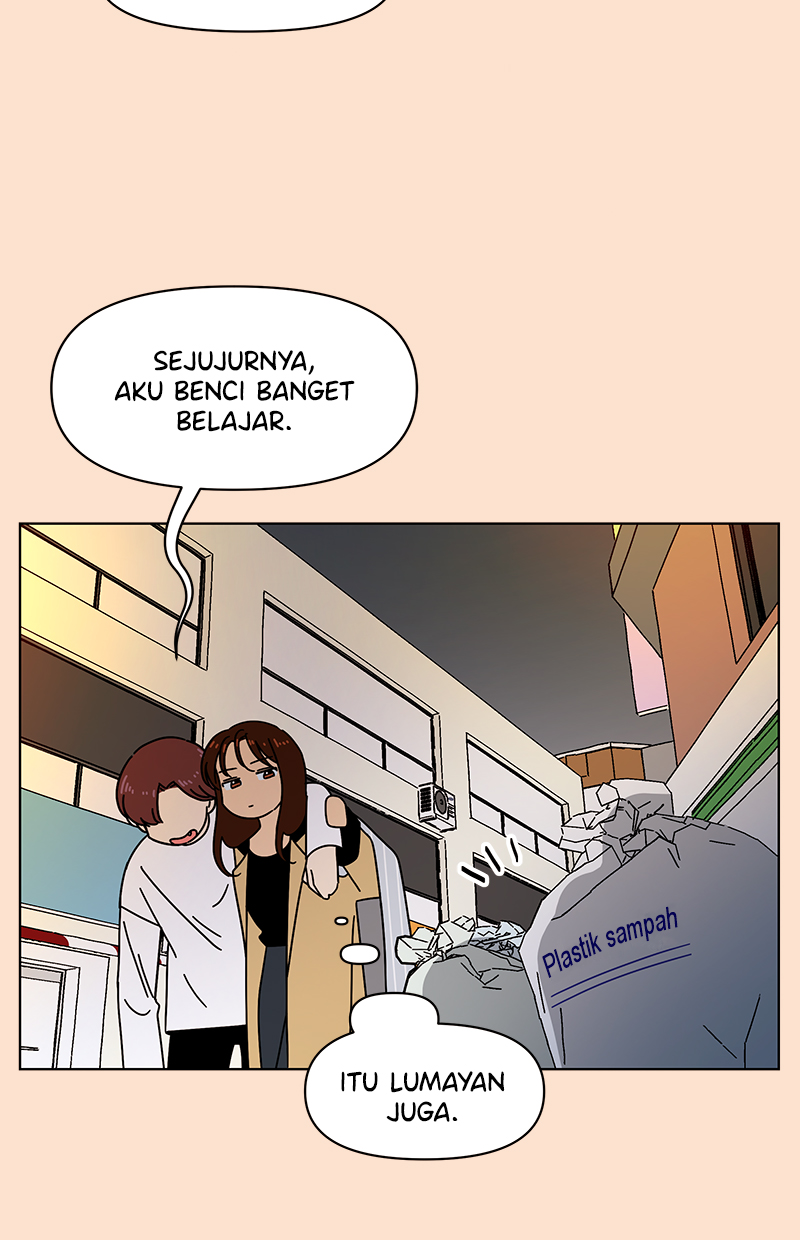 SEJUJURNYA,
AKU BENCI BANGET
BELAJAR.
Plastik sampah
ITU LUMAYAN
JUGA.